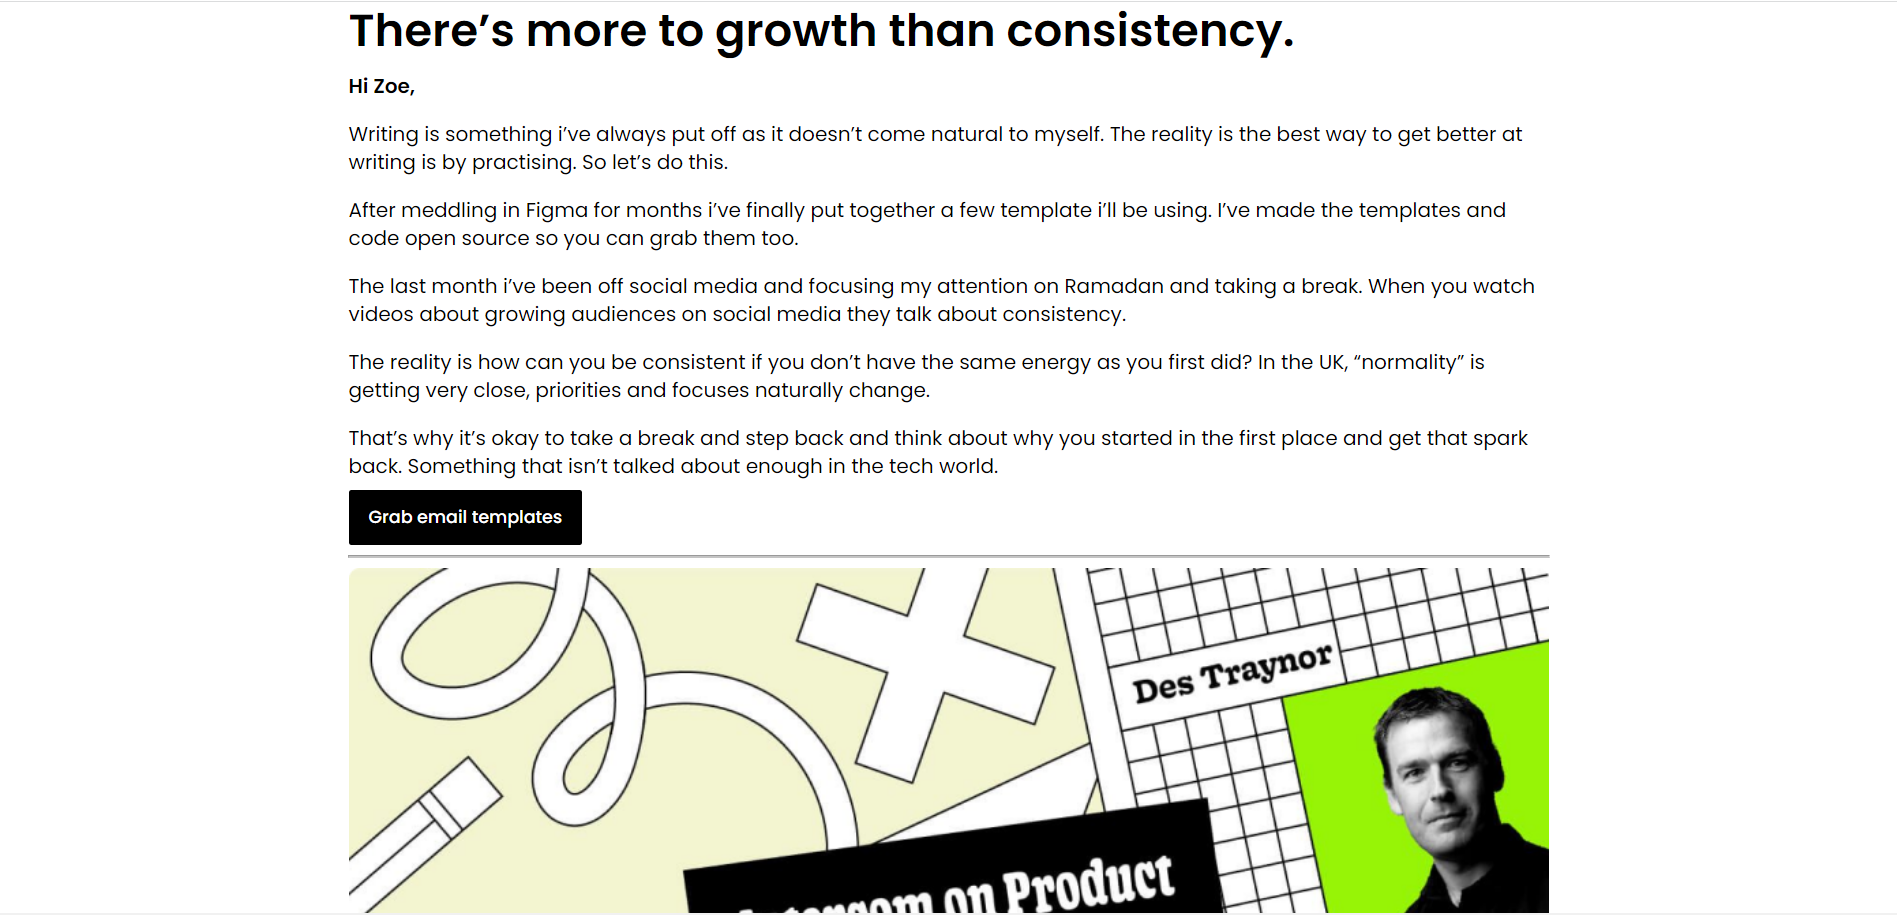 There’s more to growth than consistency.
Hi Zoe,
Writing is something i’ve always put off as it doesn’t come natural to myself. The reality is the best way to get better at
writing is by practising. So let’s do this.
After meddling in Figma for months i’ve finally put together a few template i’ll be using. I’ve made the templates and
code open source so you can grab them too.
The last month i’ve been off social media and focusing my attention on Ramadan and taking a break. When you watch
videos about growing audiences on social media they talk about consistency.
The reality is how can you be consistent if you don’t have the same energy as you first did? In the UK, “normality” is
getting very close, priorities and focuses naturally change.
That’s why it’s okay to take a break and step back and think about why you started in the first place and get that spark
back. Something that isn’t talked about enough in the tech world.
Grab email templates
Des Traynor
on Product